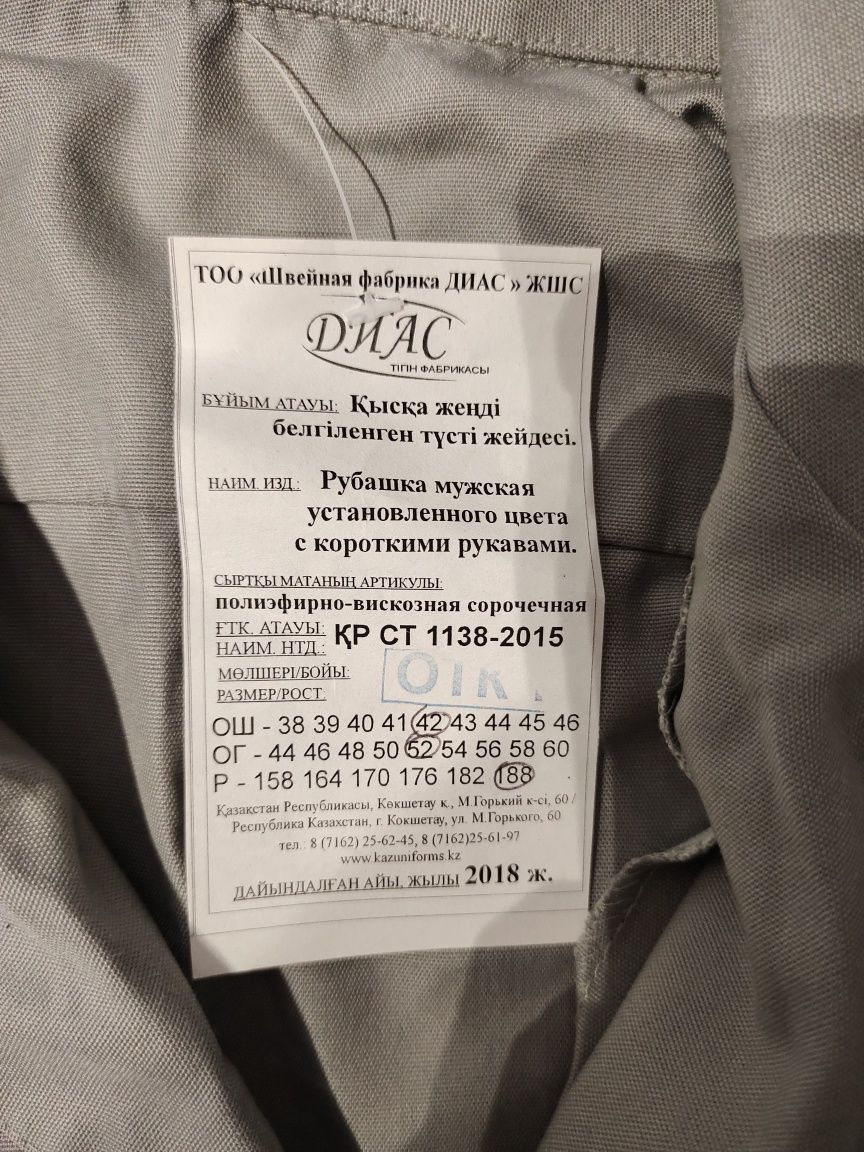 ТОО «Швейная фабрика ДИАС» ЖШС
ДИАС
ТІГІН ФАБРИКАСЫ
БҰЙЫМ АТАУЫ: Қысқа жеңді
белгіленген түсті жейдесі.
НАИМ. ИЗД.: Рубашка мужская
установленного цвета
с короткими рукавами.
СЫРТҚЫ МАТАНЫҢ АРТИКУЛЫ:
полиэфирно-вискозная сорочечная
ҒТК. АТАУЫ:
НАИМ. НТД.: ҚР СТ 1138-2015
МӨЛШЕРІ/БОЙЫ:
РАЗМЕР/РОСТ:
ОТК
ОШ - 38 39 40 41 42 43 44 45 46
ОГ - 44 46 48 50 52 54 56 58 60
Р - 158 164 170 176 182 188
Қазақстан Республикасы, Көкшетау қ., М.Горький к-сі, 60 /
Республика Казахстан, г. Кокшетау, ул. М.Горького, 60
тел.: 8 (7162) 25-62-45, 8 (7162)25-61-97
www.kazuniforms.kz
ДАЙЫНДАЛҒАН АЙЫ, ЖЫЛЫ 2018 ж.